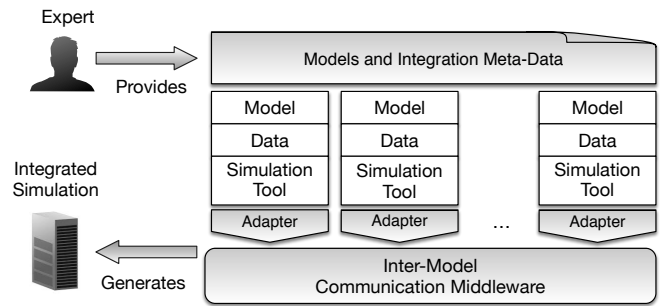 Expert
Provides
Models and Integration Meta-Data
Model
Data
Simulation
Tool
Adapter
Model
Data
Simulation
Tool
Adapter
...
Model
Data
Simulation
Tool
Adapter
Integrated
Simulation
Generates
Inter-Model
Communication Middleware